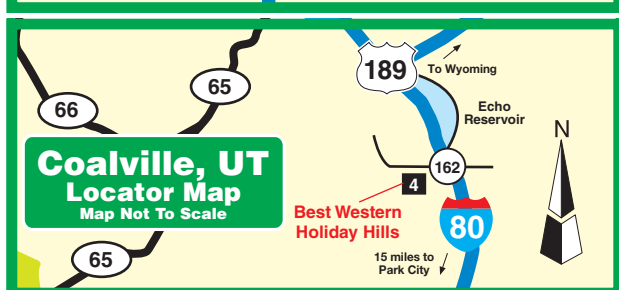 189
To Wyoming
65
66
Echo
Reservoir
N
Coalville, UT
Locator Map
Map Not To Scale
162
4
Best Western
Holiday Hills
80
65
15 miles to
Park City